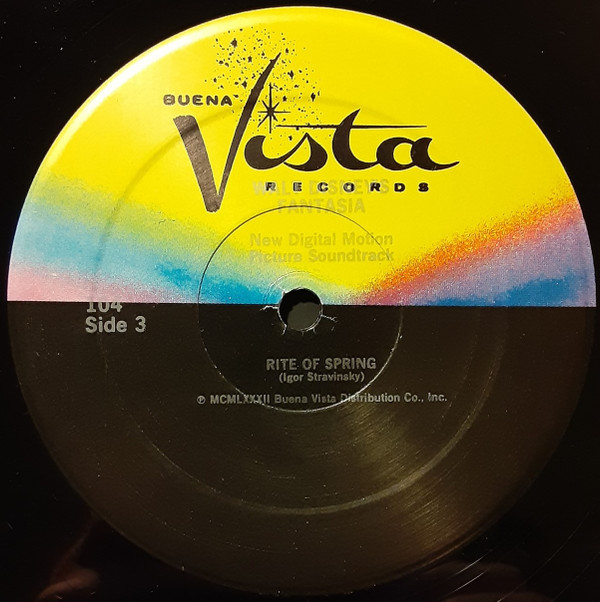 BUENA
Vista
RECORDS
WALT DISNEY'S
FANTASIA
New Digital Motion
Picture Soundtrack
104
Side 3
RITE OF SPRING
(Igor Stravinsky)
℗ MCMLXXXII Buena Vista Distribution Co., Inc.